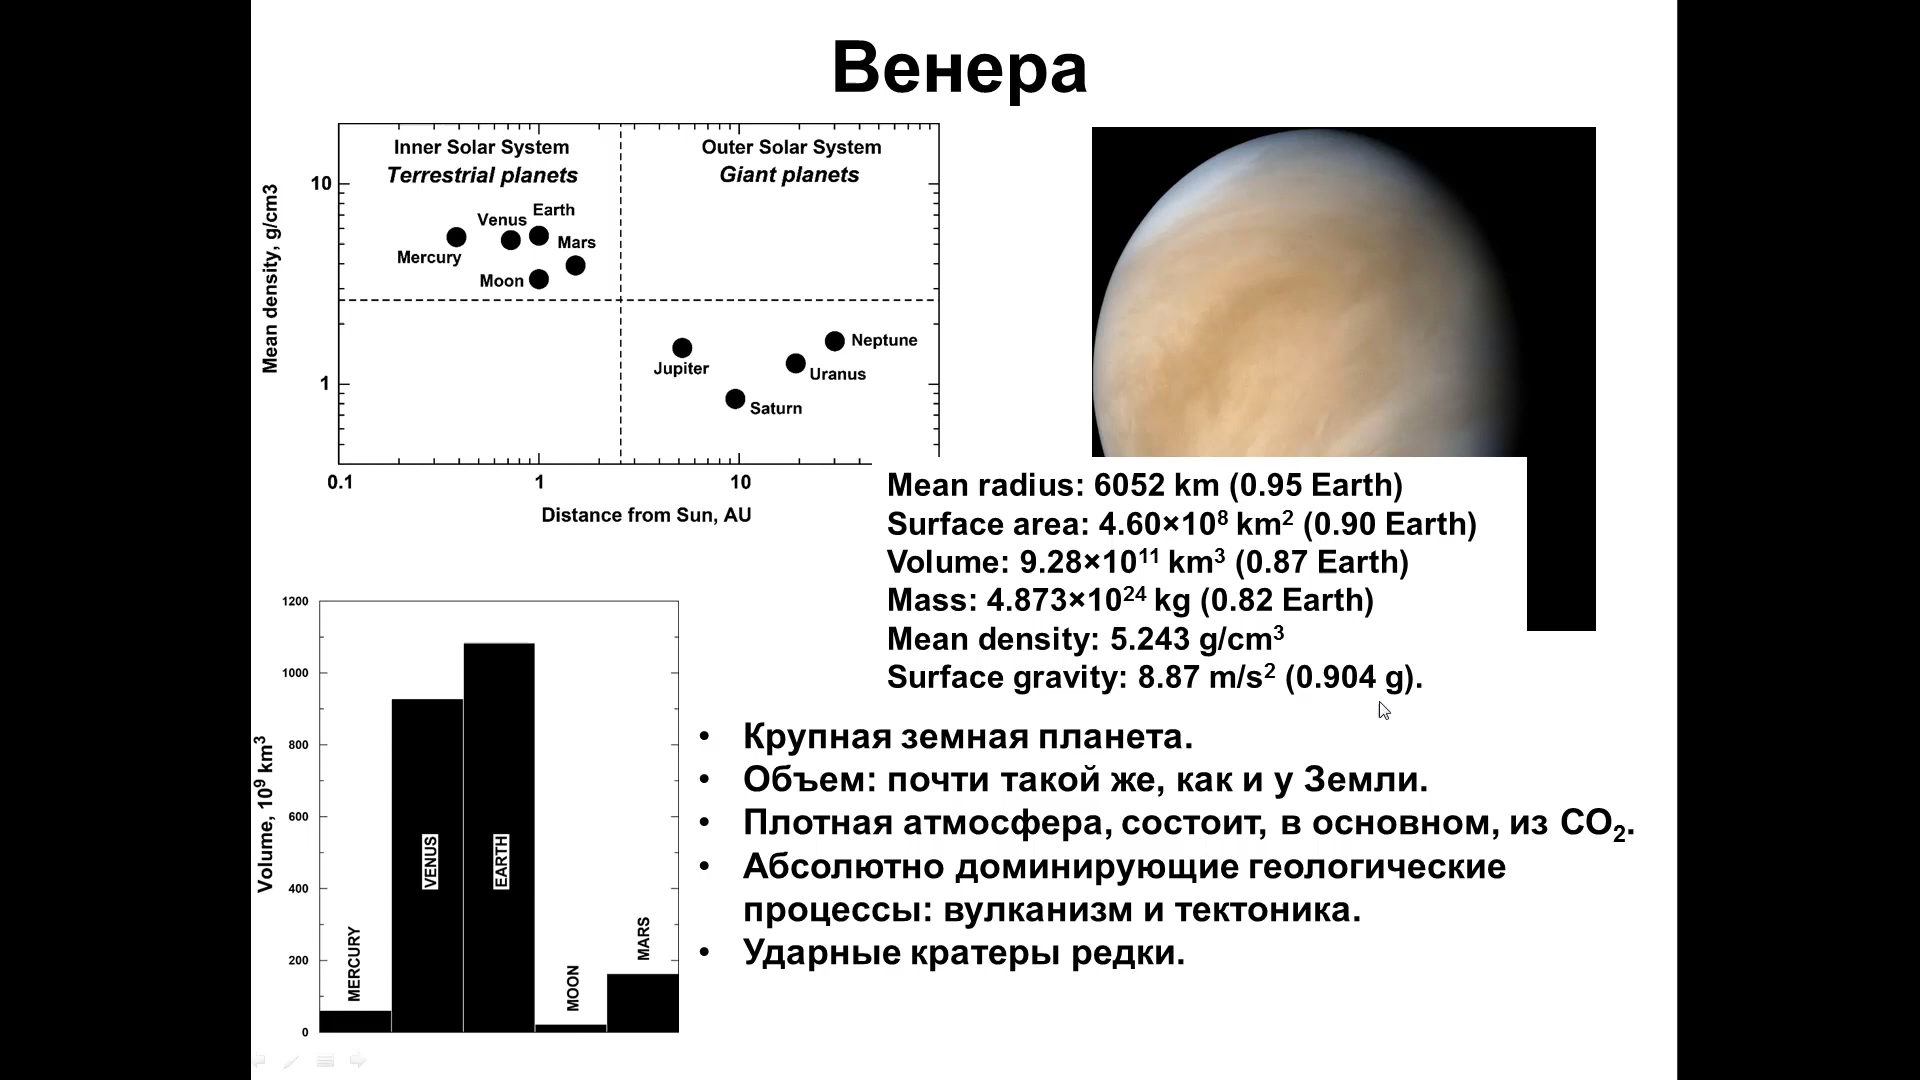 Венера
Inner Solar System
Terrestrial planets
Outer Solar System
Giant planets
Mean density, g/cm3
10
1
Mercury
Venus
Earth
Mars
Moon
Jupiter
Saturn
Uranus
Neptune
0.1
1
10
Distance from Sun, AU
Mean radius: 6052 km (0.95 Earth)
Surface area: 4.60×10⁸ km² (0.90 Earth)
Volume: 9.28×10¹¹ km³ (0.87 Earth)
Mass: 4.873×10²⁴ kg (0.82 Earth)
Mean density: 5.243 g/cm³
Surface gravity: 8.87 m/s² (0.904 g).
Volume, 10⁹ km³
1200
1000
800
600
400
200
0
MERCURY
VENUS
EARTH
MOON
MARS
• Крупная земная планета.
• Объем: почти такой же, как и у Земли.
• Плотная атмосфера, состоит, в основном, из CO₂.
• Абсолютно доминирующие геологические
процессы: вулканизм и тектоника.
• Ударные кратеры редки.